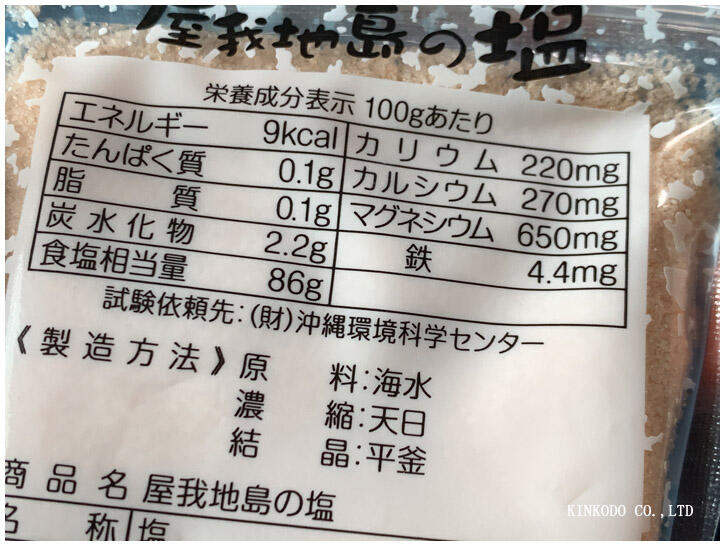 屋我地島の塩
栄養成分表示 100gあたり
エネルギー 9kcal カリウム 220mg
たんぱく質 0.1g カルシウム 270mg
脂質 0.1g マグネシウム 650mg
炭水化物 2.2g 鉄 4.4mg
食塩相当量 86g
試験依頼先:(財)沖縄環境科学センター
《製造方法》原料:海水
濃縮:天日
結晶:平釜
商品名 屋我地島の塩
名称 塩
KINKODO CO.,LTD